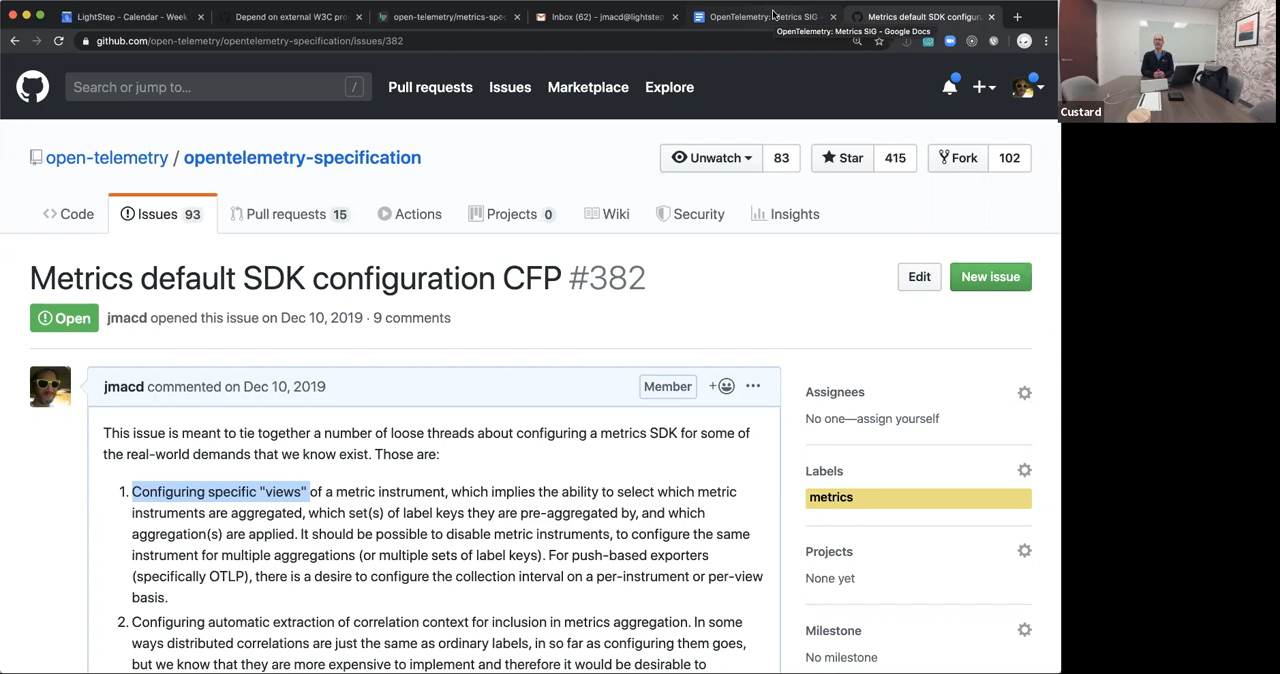 LightStep - Calendar - Week
Depend on external W3C pro
open-telemetry/metrics-spec
Inbox (62) - jmacd@lightstep
OpenTelemetry: Metrics SIG -
Metrics default SDK configur
github.com/open-telemetry/opentelemetry-specification/issues/382
OpenTelemetry: Metrics SIG - Google Docs
Search or jump to...
/
Pull requests
Issues
Marketplace
Explore
Custard
open-telemetry / opentelemetry-specification
Unwatch 83
Star 415
Fork 102
Code
Issues 93
Pull requests 15
Actions
Projects 0
Wiki
Security
Insights
Metrics default SDK configuration CFP #382
Edit
New issue
Open
jmacd opened this issue on Dec 10, 2019 · 9 comments
jmacd commented on Dec 10, 2019
Member
This issue is meant to tie together a number of loose threads about configuring a metrics SDK for some of
the real-world demands that we know exist. Those are:
1. Configuring specific "views" of a metric instrument, which implies the ability to select which metric
instruments are aggregated, which set(s) of label keys they are pre-aggregated by, and which
aggregation(s) are applied. It should be possible to disable metric instruments, to configure the same
instrument for multiple aggregations (or multiple sets of label keys). For push-based exporters
(specifically OTLP), there is a desire to configure the collection interval on a per-instrument or per-view
basis.
2. Configuring automatic extraction of correlation context for inclusion in metrics aggregation. In some
ways distributed correlations are just the same as ordinary labels, in so far as configuring them goes,
but we know that they are more expensive to implement and therefore it would be desirable to
Assignees
No one—assign yourself
Labels
metrics
Projects
None yet
Milestone
No milestone